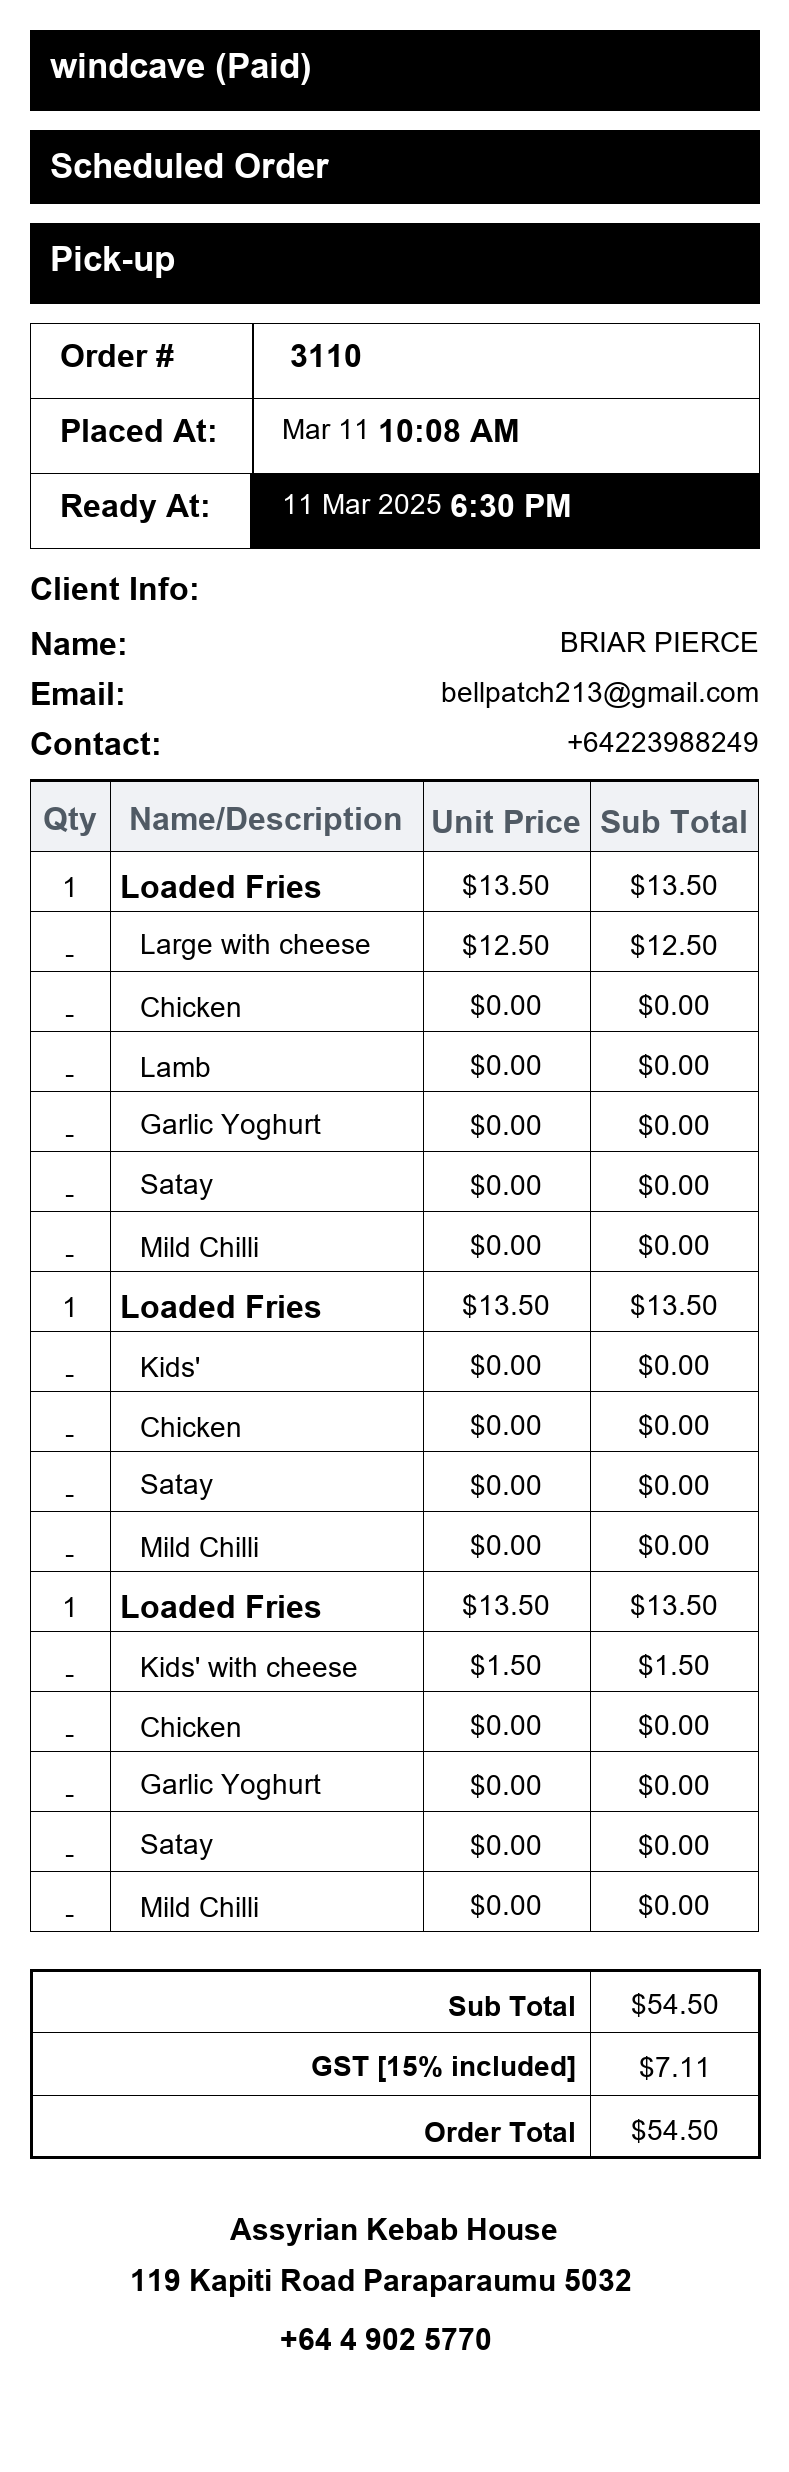 windcave (Paid)
Scheduled Order
Pick-up
Order # 3110
Placed At: Mar 11 10:08 AM
Ready At: 11 Mar 2025 6:30 PM
Client Info:
Name: BRIAR PIERCE
Email: bellpatch213@gmail.com
Contact: +64223988249
Qty Name/Description Unit Price Sub Total
1 Loaded Fries $13.50 $13.50
- Large with cheese $12.50 $12.50
- Chicken $0.00 $0.00
- Lamb $0.00 $0.00
- Garlic Yoghurt $0.00 $0.00
- Satay $0.00 $0.00
- Mild Chilli $0.00 $0.00
1 Loaded Fries $13.50 $13.50
- Kids' $0.00 $0.00
- Chicken $0.00 $0.00
- Satay $0.00 $0.00
- Mild Chilli $0.00 $0.00
1 Loaded Fries $13.50 $13.50
- Kids' with cheese $1.50 $1.50
- Chicken $0.00 $0.00
- Garlic Yoghurt $0.00 $0.00
- Satay $0.00 $0.00
- Mild Chilli $0.00 $0.00
Sub Total $54.50
GST [15% included] $7.11
Order Total $54.50
Assyrian Kebab House
119 Kapiti Road Paraparaumu 5032
+64 4 902 5770